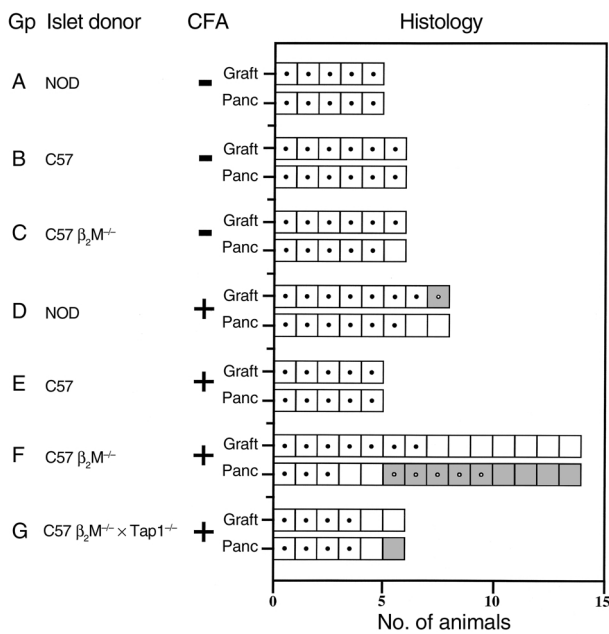 Gp Islet donor CFA Histology
A NOD - Graft
Panc
B C57 - Graft
Panc
C C57 β₂M⁻/⁻ - Graft
Panc
D NOD + Graft
Panc
E C57 + Graft
Panc
F C57 β₂M⁻/⁻ + Graft
Panc
G C57 β₂M⁻/⁻ × Tap1⁻/⁻ + Graft
Panc
0 5 10 15
No. of animals